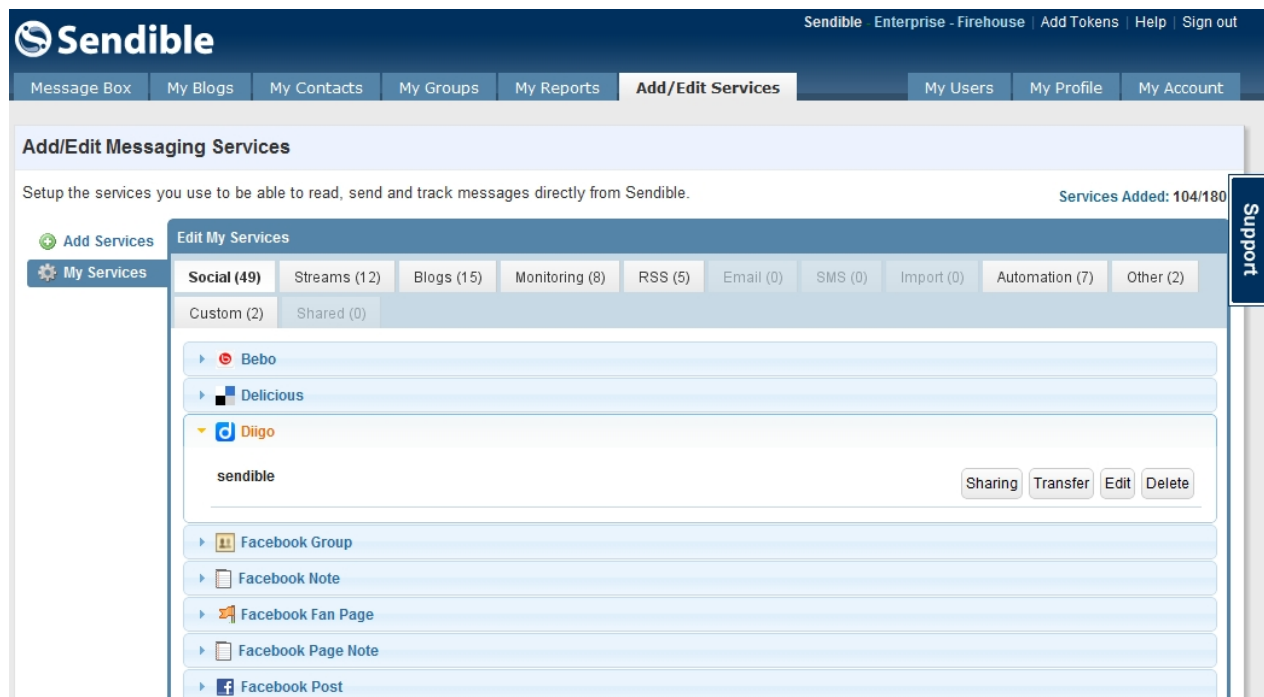 Sendible
Sendible - Enterprise - Firehouse | Add Tokens | Help | Sign out
Message Box My Blogs My Contacts My Groups My Reports Add/Edit Services My Users My Profile My Account
Add/Edit Messaging Services
Setup the services you use to be able to read, send and track messages directly from Sendible.
Services Added: 104/180
Support
Add Services
My Services
Edit My Services
Social (49) Streams (12) Blogs (15) Monitoring (8) RSS (5) Email (0) SMS (0) Import (0) Automation (7) Other (2)
Custom (2) Shared (0)
Bebo
Delicious
Diigo
sendible Sharing Transfer Edit Delete
Facebook Group
Facebook Note
Facebook Fan Page
Facebook Page Note
Facebook Post